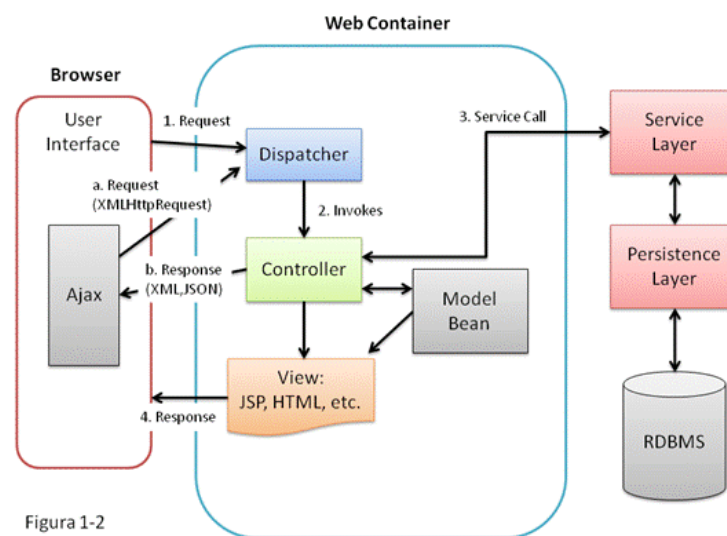 Web Container
Browser
User
Interface
1. Request
Dispatcher
3. Service Call
Service
Layer
a. Request
(XMLHttpRequest)
2. Invokes
Ajax
b. Response
(XML,JSON)
Controller
Model
Bean
Persistence
Layer
View:
JSP, HTML, etc.
4. Response
RDBMS
Figura 1-2